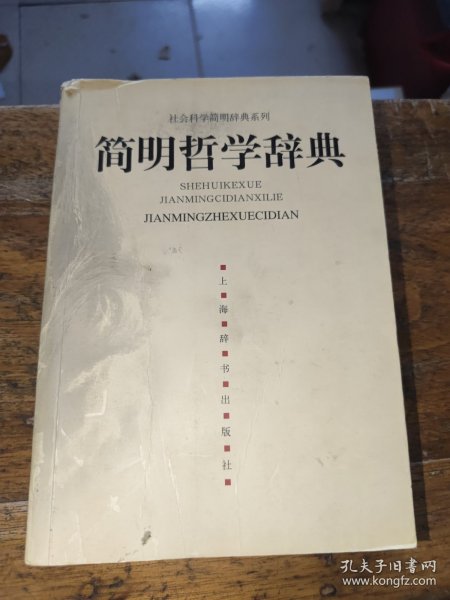 社会科学简明辞典系列
简明哲学辞典
SHEHUIKEXUE
JIANMINGCIDIANXILIE
JIANMINGZHEXUECIDIAN
上海辞书出版社
孔夫子旧书网
www.kongfz.com